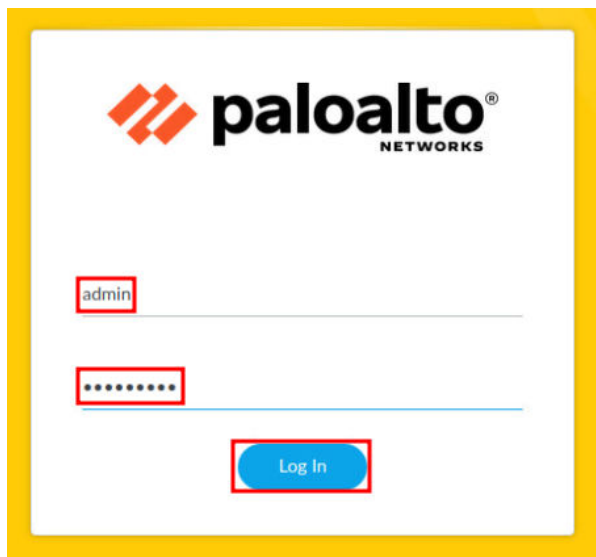 paloalto®
NETWORKS
admin
•••••••••
Log In